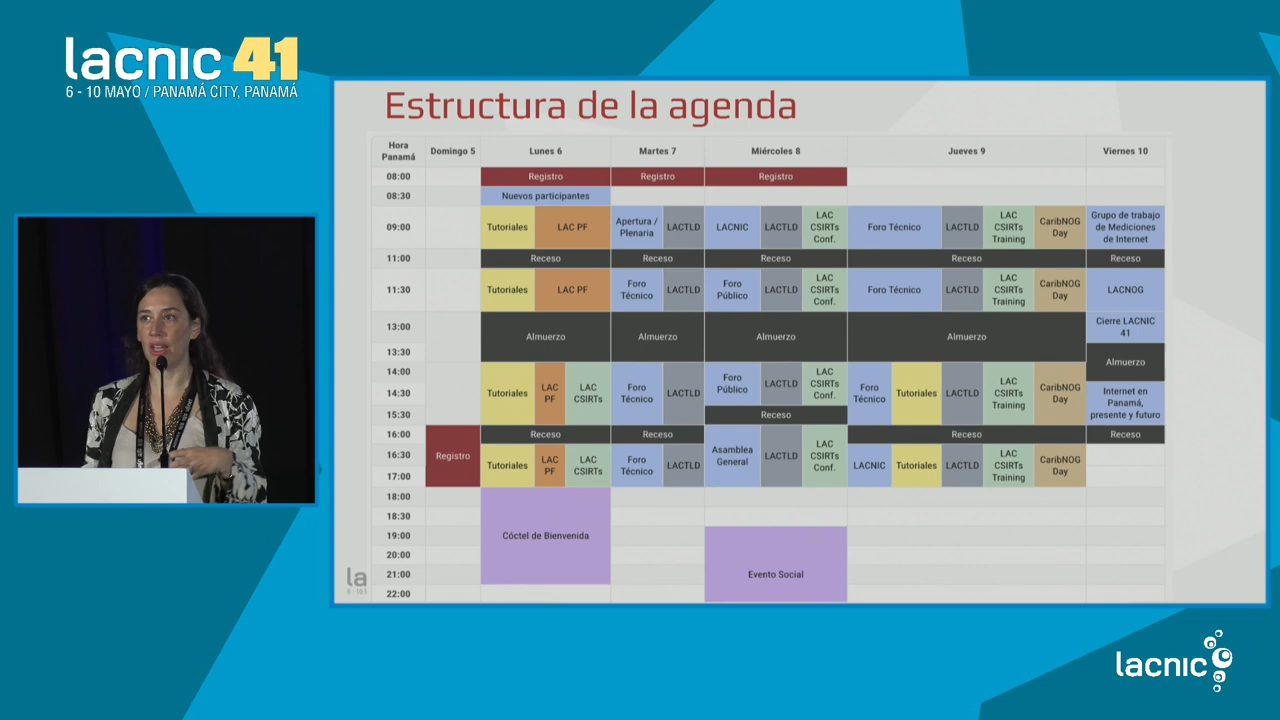 lacnic 41
6 - 10 MAYO / PANAMÁ CITY, PANAMÁ
Estructura de la agenda
Hora
Panamá
Domingo 5
Lunes 6
Martes 7
Miércoles 8
Jueves 9
Viernes 10
08:00
Registro
Registro
Registro
08:30
Nuevos participantes
09:00
Tutoriales
LAC PF
Apertura /
Plenaria
LACTLD
LACNIC
LACTLD
LAC
CSIRTs
Conf.
Foro Técnico
LACTLD
LAC
CSIRTs
Training
CaribNOG
Day
Grupo de trabajo
de Mediciones
de Internet
11:00
Receso
Receso
Receso
Receso
Receso
11:30
Tutoriales
LAC PF
Foro
Técnico
LACTLD
Foro
Público
LACTLD
LAC
CSIRTs
Conf.
Foro Técnico
LACTLD
LAC
CSIRTs
Training
CaribNOG
Day
LACNOG
13:00
Almuerzo
Almuerzo
Almuerzo
Almuerzo
Cierre LACNIC
41
13:30
Almuerzo
14:00
14:30
15:30
Tutoriales
LAC
PF
LAC
CSIRTs
Foro
Técnico
LACTLD
Foro
Público
LACTLD
LAC
CSIRTs
Conf.
Receso
Foro
Técnico
Tutoriales
LACTLD
LAC
CSIRTs
Training
CaribNOG
Day
Internet en
Panamá,
presente y futuro
16:00
Registro
Receso
Receso
Receso
Receso
16:30
17:00
Tutoriales
LAC
PF
LAC
CSIRTs
Foro
Técnico
LACTLD
Asamblea
General
LACTLD
LAC
CSIRTs
Conf.
LACNIC
Tutoriales
LACTLD
LAC
CSIRTs
Training
CaribNOG
Day
18:00
18:30
19:00
Cóctel de Bienvenida
20:00
21:00
Evento Social
22:00
la
lacnic